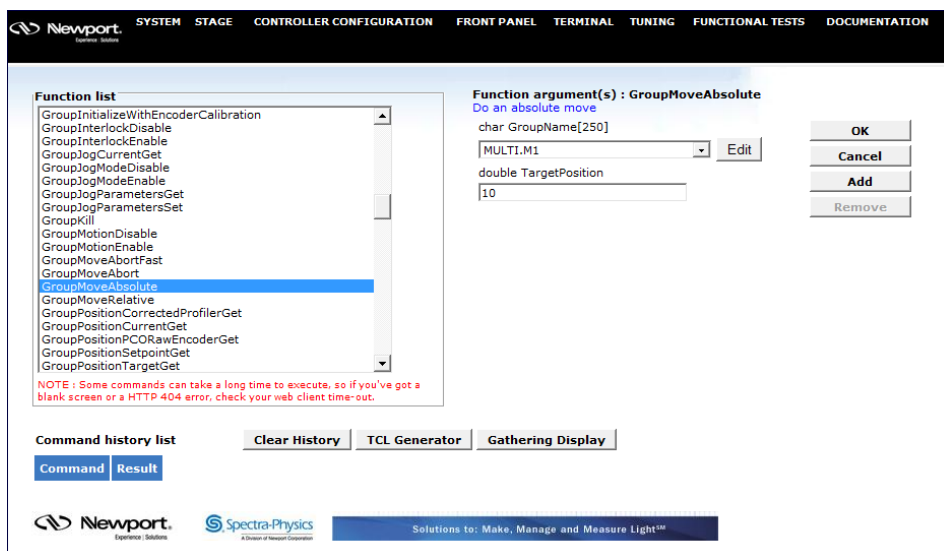 Newport.
Experience | Solutions
SYSTEM STAGE CONTROLLER CONFIGURATION FRONT PANEL TERMINAL TUNING FUNCTIONAL TESTS DOCUMENTATION
Function list
GroupInitializeWithEncoderCalibration
GroupInterlockDisable
GroupInterlockEnable
GroupJogCurrentGet
GroupJogModeDisable
GroupJogModeEnable
GroupJogParametersGet
GroupJogParametersSet
GroupKill
GroupMotionDisable
GroupMotionEnable
GroupMoveAbortFast
GroupMoveAbort
GroupMoveAbsolute
GroupMoveRelative
GroupPositionCorrectedProfilerGet
GroupPositionCurrentGet
GroupPositionPCORawEncoderGet
GroupPositionSetpointGet
GroupPositionTargetGet
NOTE : Some commands can take a long time to execute, so if you've got a
blank screen or a HTTP 404 error, check your web client time-out.
Function argument(s) : GroupMoveAbsolute
Do an absolute move
char GroupName[250]
MULTI.M1
Edit
double TargetPosition
10
OK
Cancel
Add
Remove
Command history list
Clear History
TCL Generator
Gathering Display
Command Result
Newport.
Experience | Solutions
Spectra-Physics
A Division of Newport Corporation
Solutions to: Make, Manage and Measure Light℠